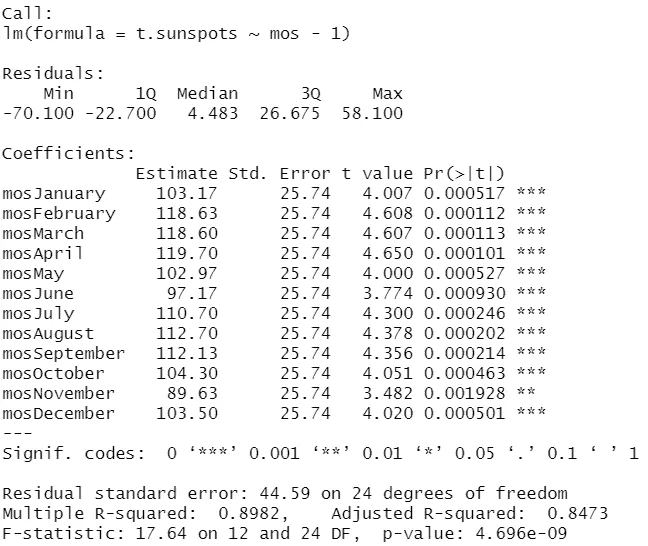 Call:
lm(formula = t.sunspots ~ mos - 1)
Residuals:
    Min      1Q  Median      3Q     Max
-70.100 -22.700   4.483  26.675  58.100
Coefficients:
             Estimate Std. Error t value Pr(>|t|)
mosJanuary     103.17      25.74   4.007 0.000517 ***
mosFebruary    118.63      25.74   4.608 0.000112 ***
mosMarch       118.60      25.74   4.607 0.000113 ***
mosApril       119.70      25.74   4.650 0.000101 ***
mosMay         102.97      25.74   4.000 0.000527 ***
mosJune         97.17      25.74   3.774 0.000930 ***
mosJuly        110.70      25.74   4.300 0.000246 ***
mosAugust      112.70      25.74   4.378 0.000202 ***
mosSeptember   112.13      25.74   4.356 0.000214 ***
mosOctober     104.30      25.74   4.051 0.000463 ***
mosNovember     89.63      25.74   3.482 0.001928 **
mosDecember    103.50      25.74   4.020 0.000501 ***
---
Signif. codes:  0 ‘***’ 0.001 ‘**’ 0.01 ‘*’ 0.05 ‘.’ 0.1 ‘ ’ 1
Residual standard error: 44.59 on 24 degrees of freedom
Multiple R-squared:  0.8982,	Adjusted R-squared:  0.8473
F-statistic: 17.64 on 12 and 24 DF,  p-value: 4.696e-09